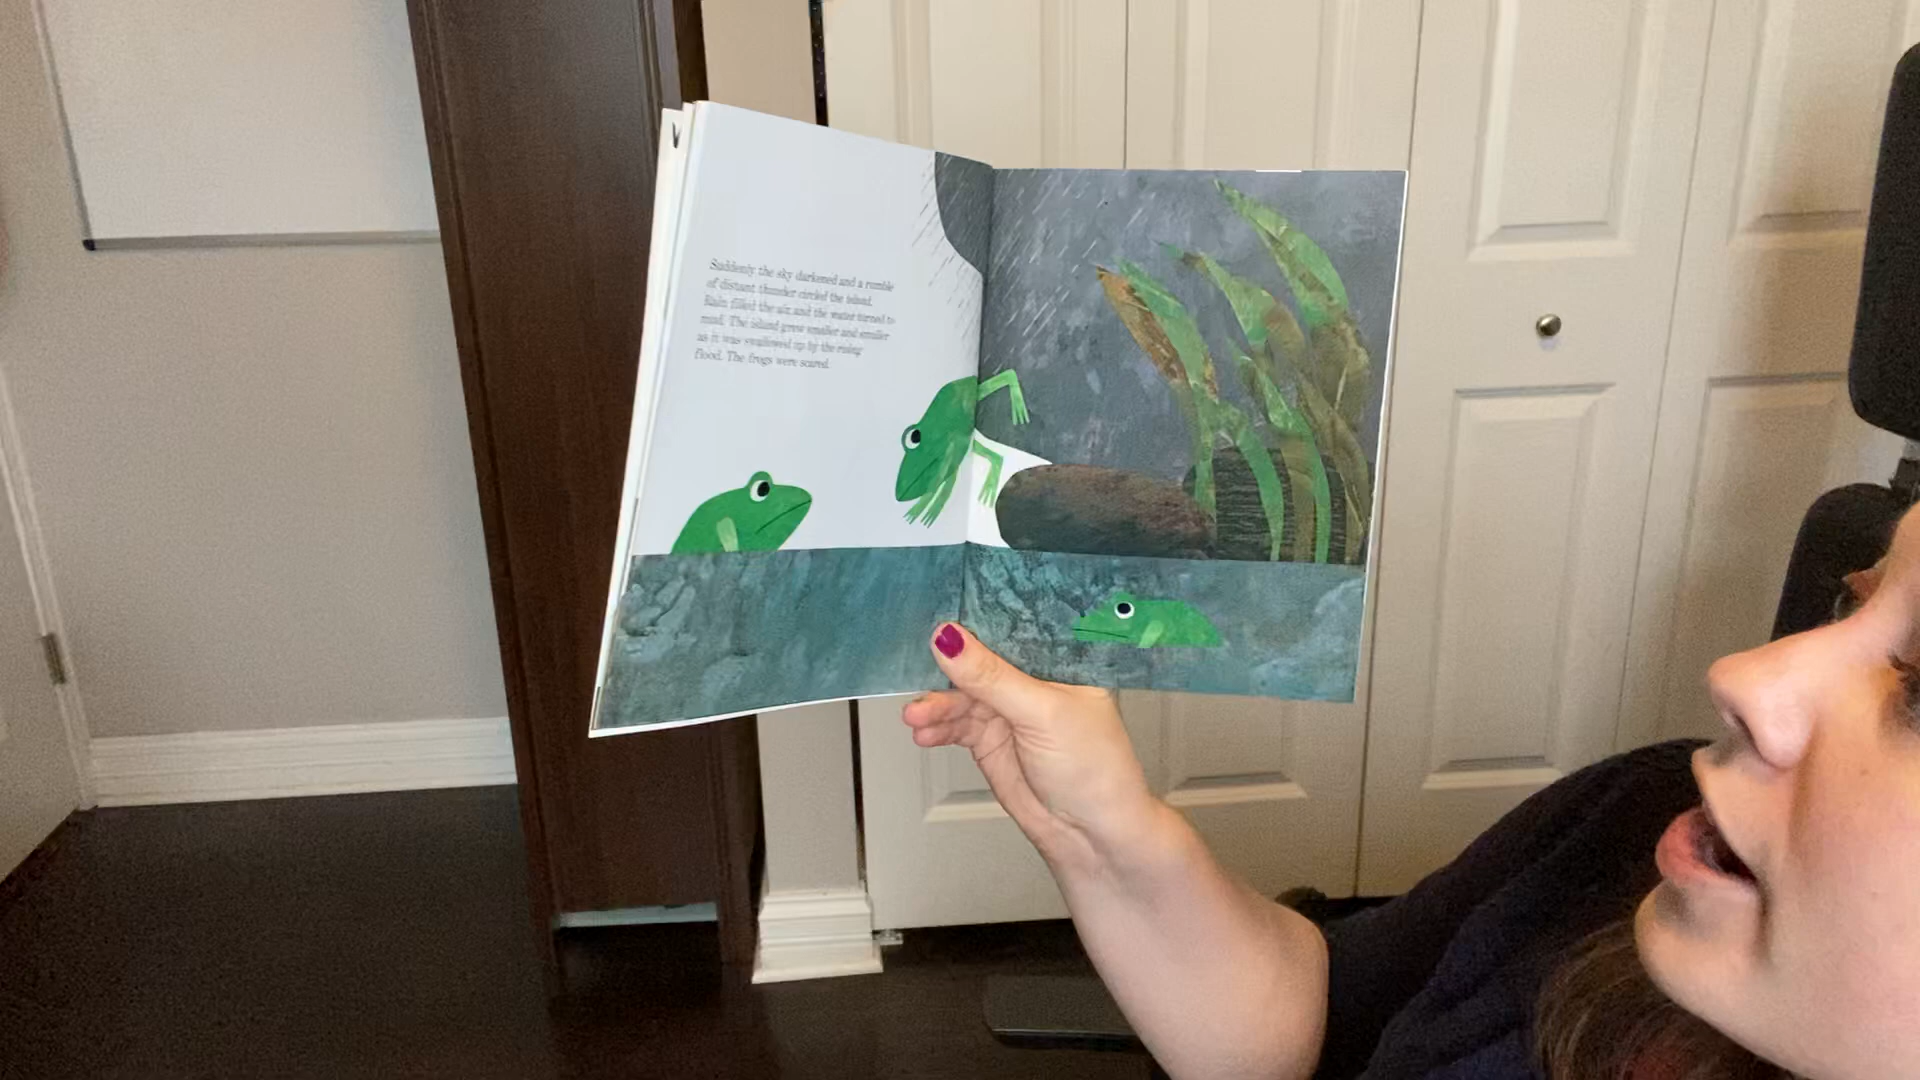 Suddenly the sky darkened and a rumble
of distant thunder circled the island.
Rain filled the air and the water turned to
mud. The island grew smaller and smaller
as it was swallowed up by the rising
flood. The frogs were scared.